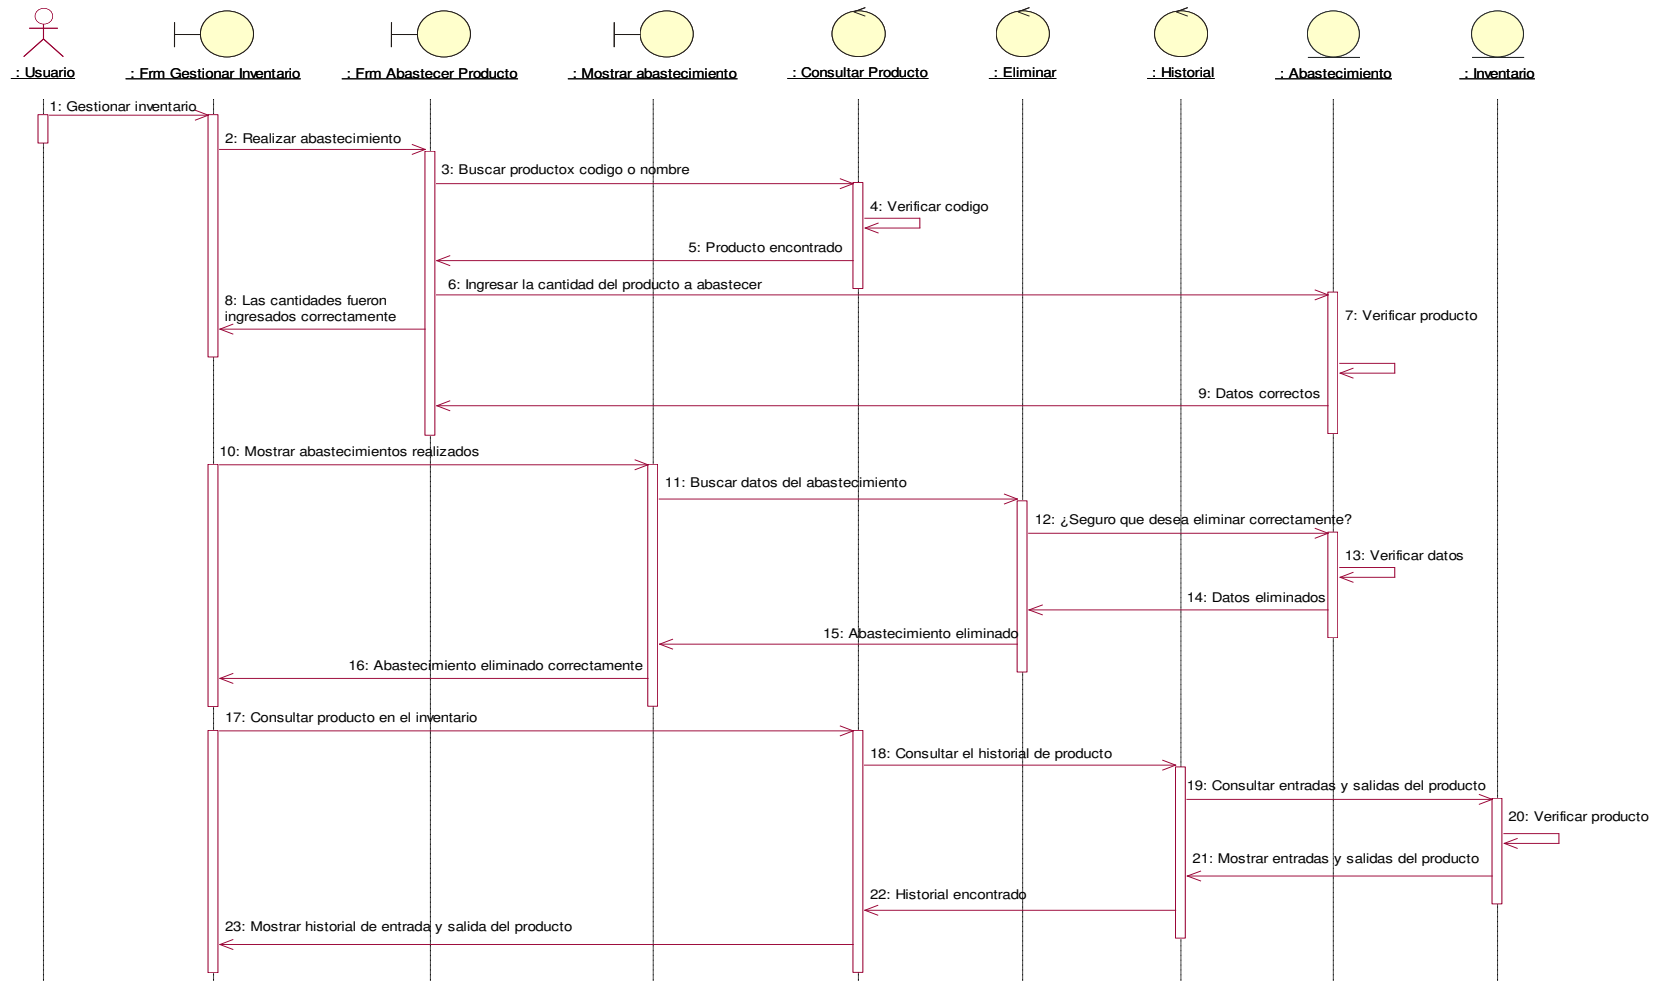 : Usuario
: Frm Gestionar Inventario
: Frm Abastecer Producto
: Mostrar abastecimiento
: Consultar Producto
: Eliminar
: Historial
: Abastecimiento
: Inventario
1: Gestionar inventario
2: Realizar abastecimiento
3: Buscar productox codigo o nombre
4: Verificar codigo
5: Producto encontrado
6: Ingresar la cantidad del producto a abastecer
8: Las cantidades fueron
ingresados correctamente
7: Verificar producto
9: Datos correctos
10: Mostrar abastecimientos realizados
11: Buscar datos del abastecimiento
12: ¿Seguro que desea eliminar correctamente?
13: Verificar datos
14: Datos eliminados
15: Abastecimiento eliminado
16: Abastecimiento eliminado correctamente
17: Consultar producto en el inventario
18: Consultar el historial de producto
19: Consultar entradas y salidas del producto
20: Verificar producto
21: Mostrar entradas y salidas del producto
22: Historial encontrado
23: Mostrar historial de entrada y salida del producto